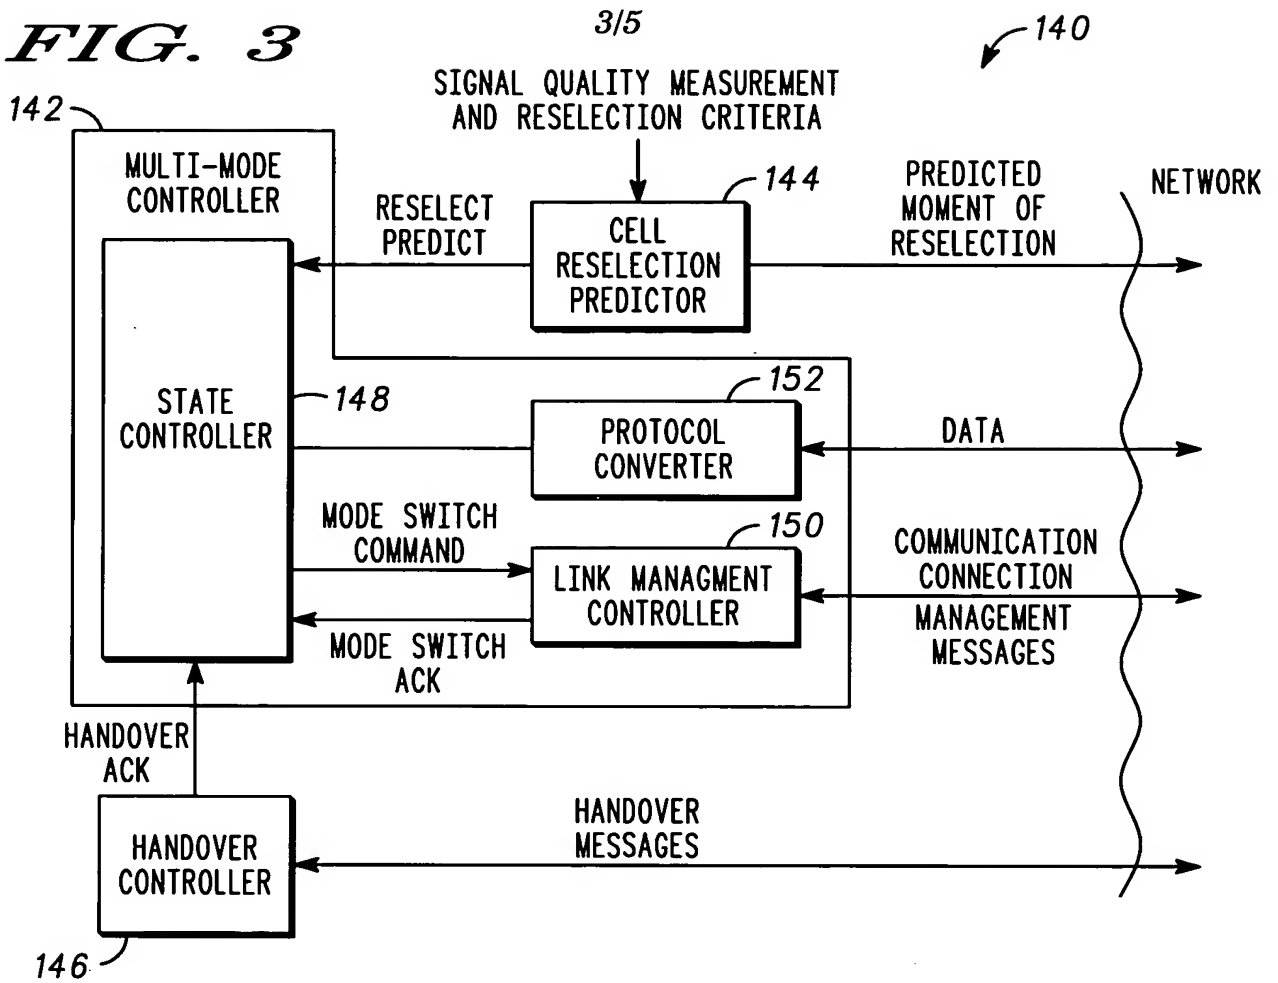 FIG. 3
3/5
140
SIGNAL QUALITY MEASUREMENT
AND RESELECTION CRITERIA
142
MULTI-MODE
CONTROLLER
RESELECT
PREDICT
144
CELL
RESELECTION
PREDICTOR
PREDICTED
MOMENT OF
RESELECTION
NETWORK
STATE
CONTROLLER
148
152
PROTOCOL
CONVERTER
DATA
MODE SWITCH
COMMAND
150
LINK MANAGMENT
CONTROLLER
COMMUNICATION
CONNECTION
MANAGEMENT
MESSAGES
MODE SWITCH
ACK
HANDOVER
ACK
HANDOVER
CONTROLLER
HANDOVER
MESSAGES
146